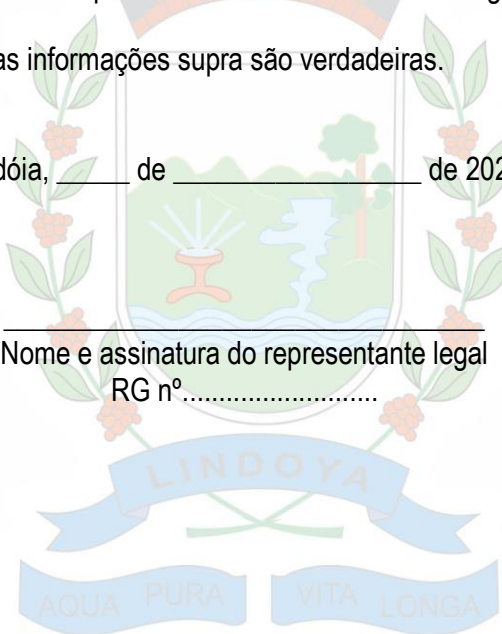 as informações supra são verdadeiras.
dóia, _____ de _________________ de 202
_________________________________
Nome e assinatura do representante legal
RG nº...........................
LINDOYA
AQUA PURA VITA LONGA